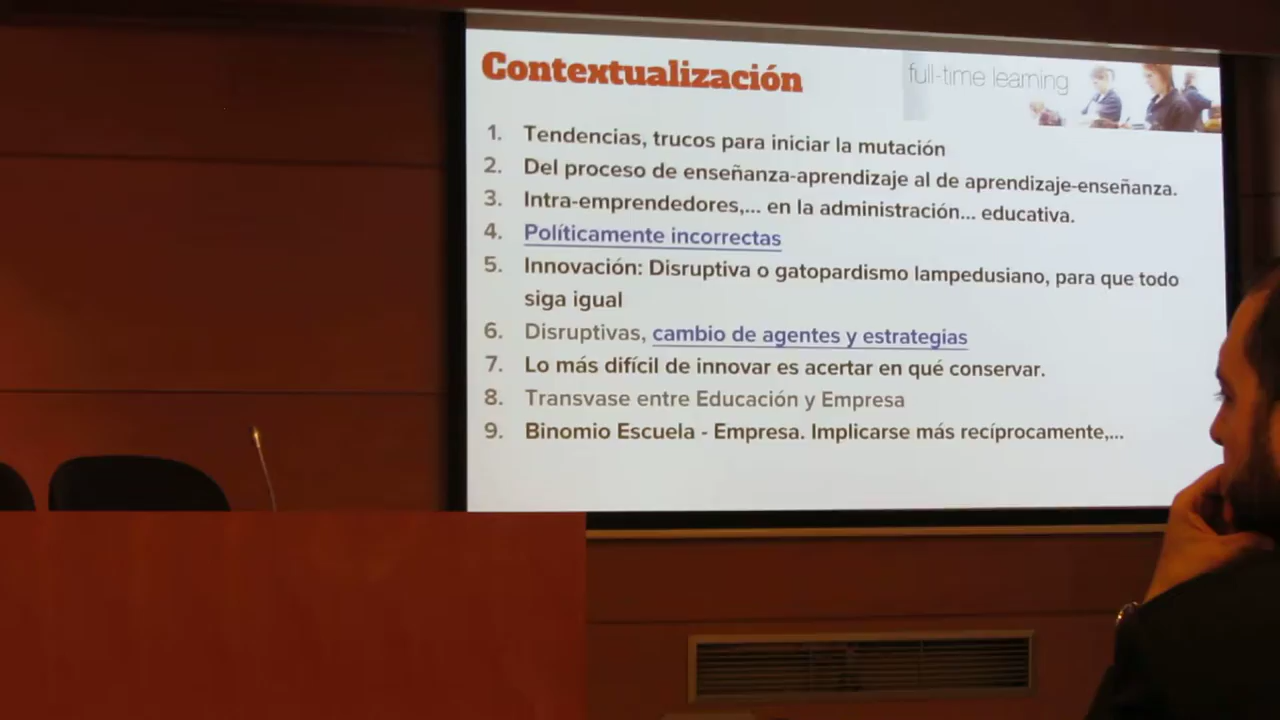 Contextualización
full-time learning
1. Tendencias, trucos para iniciar la mutación
2. Del proceso de enseñanza-aprendizaje al de aprendizaje-enseñanza.
3. Intra-emprendedores,... en la administración... educativa.
4. Políticamente incorrectas
5. Innovación: Disruptiva o gatopardismo lampedusiano, para que todo
siga igual
6. Disruptivas, cambio de agentes y estrategias
7. Lo más difícil de innovar es acertar en qué conservar.
8. Transvase entre Educación y Empresa
9. Binomio Escuela - Empresa. Implicarse más recíprocamente,...